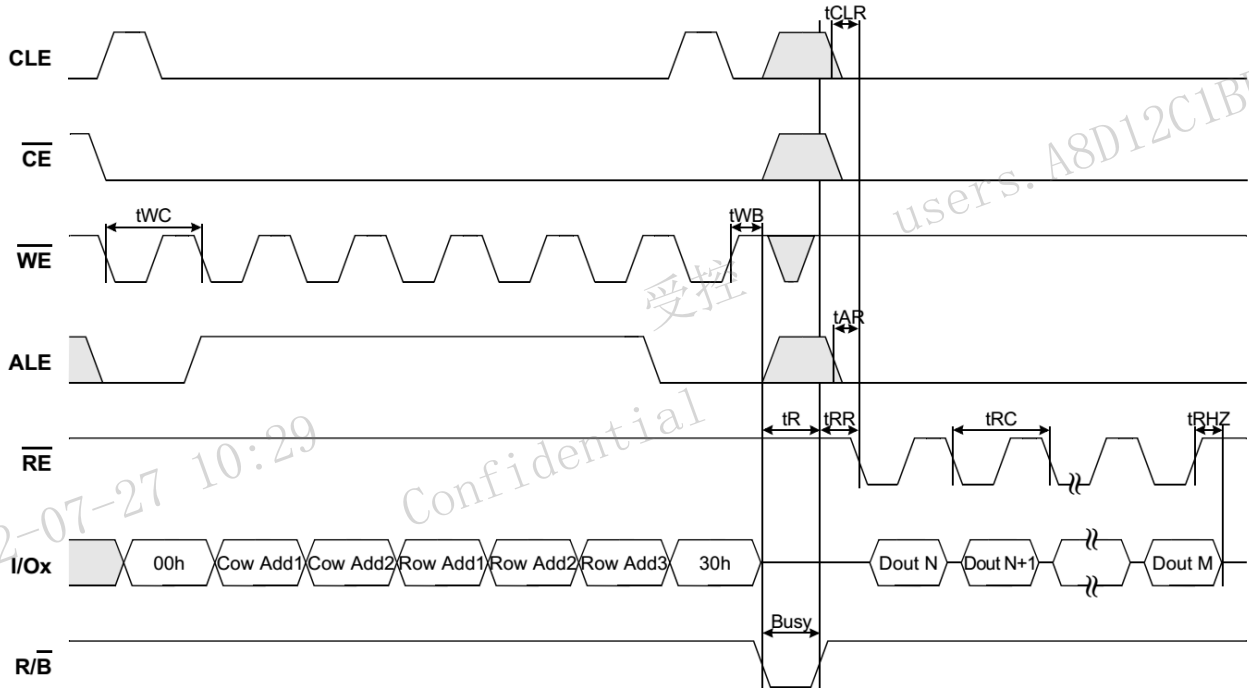 tCLR
CLE
CE
users.A8D12C1B
tWC
tWB
WE
受控
tAR
ALE
tR
tRR
tRC
tRHZ
RE
2-07-27 10:29
Confidential
I/Ox
00h
Cow Add1
Cow Add2
Row Add1
Row Add2
Row Add3
30h
Dout N
Dout N+1
Dout M
Busy
R/B